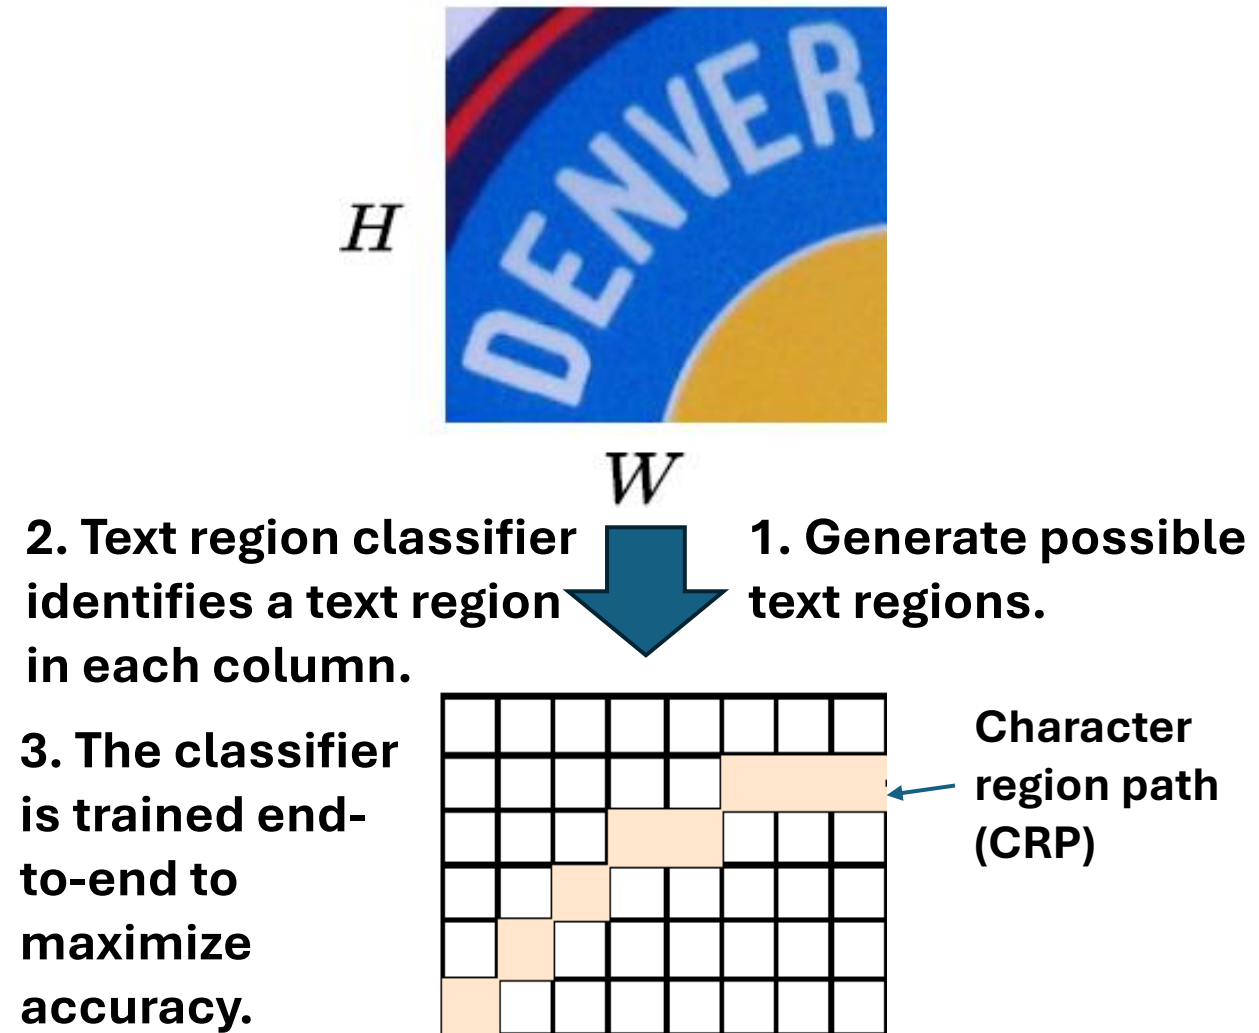 DENVER
H
W
1. Generate possible
text regions.
2. Text region classifier
identifies a text region
in each column.
3. The classifier
is trained end-
to-end to
maximize
accuracy.
Character
region path
(CRP)